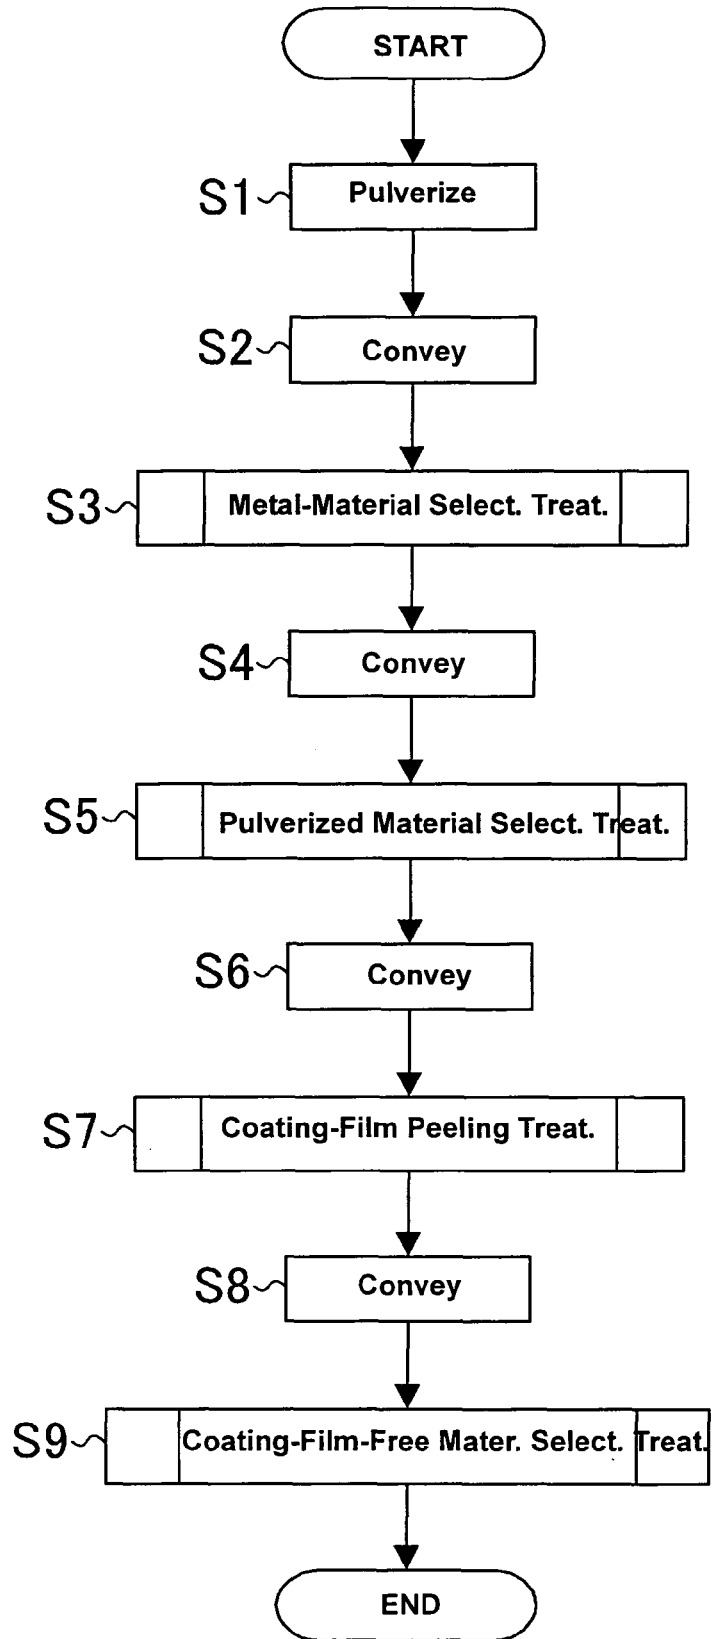 START
S1 Pulverize
S2 Convey
S3 Metal-Material Select. Treat.
S4 Convey
S5 Pulverized Material Select. Treat.
S6 Convey
S7 Coating-Film Peeling Treat.
S8 Convey
S9 Coating-Film-Free Mater. Select. Treat.
END